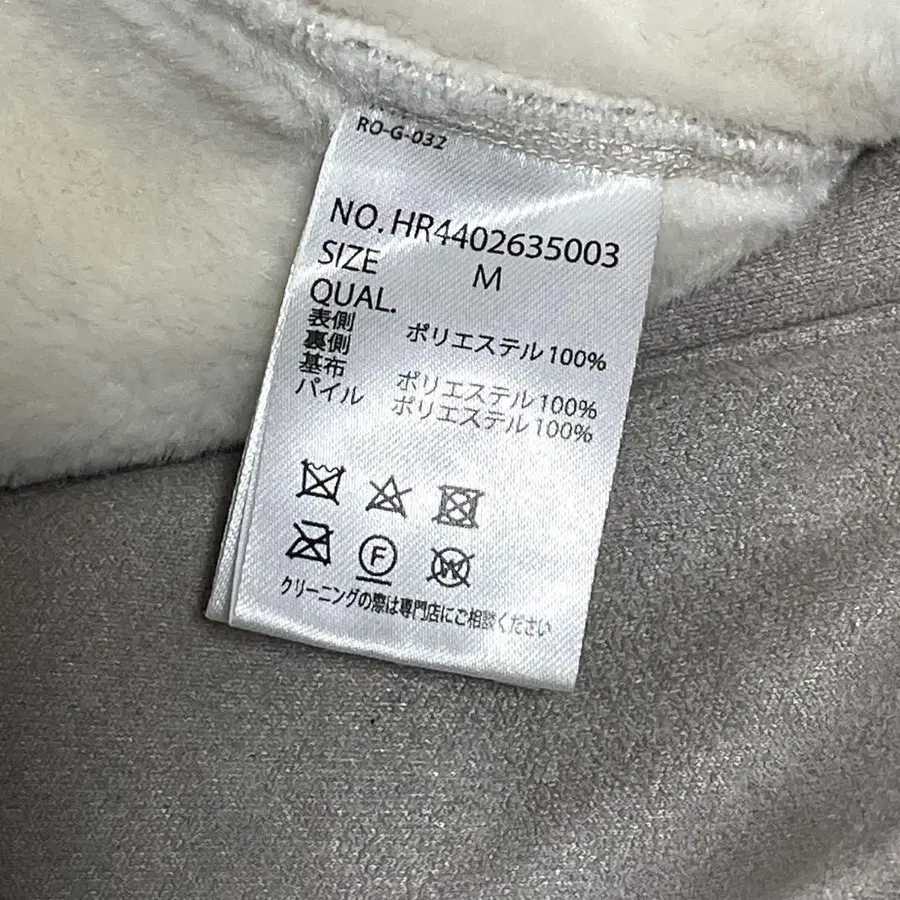 RO-G-032
NO. HR4402635003
SIZE M
QUAL.
表側 ポリエステル100%
裏側
基布 ポリエステル100%
パイル ポリエステル100%
F
W
クリーニングの際は専門店にご相談ください